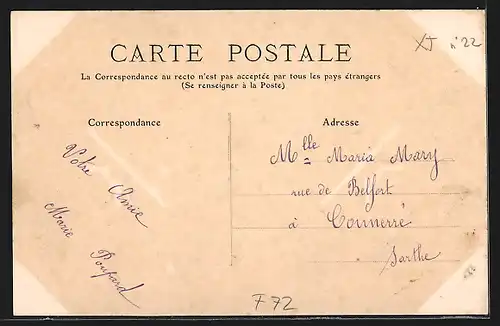 XJ n° 22
CARTE POSTALE
La Correspondance au recto n'est pas acceptée par tous les pays étrangers
(Se renseigner à la Poste)
Correspondance
Votre Amie
Marie Poupard
Adresse
Mlle Maria Mary
rue de Belfort
à Connerré
Sarthe
F72